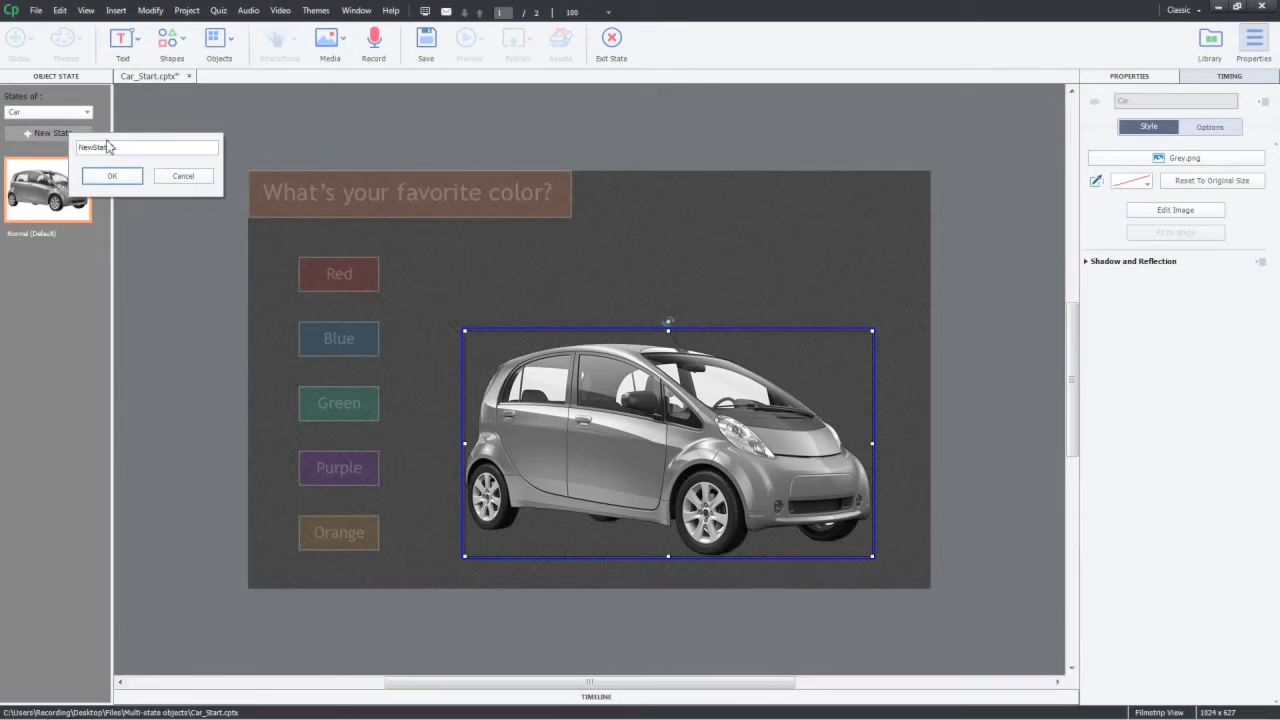 Cp File Edit View Insert Modify Project Quiz Audio Video Themes Window Help 1 / 2 100 Classic
Slides Themes Text Shapes Objects Interactions Media Record Save Preview Publish Assets Exit State Library Properties
OBJECT STATE Car_Start.cptx* PROPERTIES TIMING
States of :
Car
New State
NewStat
OK Cancel
Normal (Default)
What's your favorite color?
Red
Blue
Green
Purple
Orange
Car
Style Options
Grey.png
Reset To Original Size
Edit Image
Fit to Stage
Shadow and Reflection
TIMELINE
C:\Users\Recording\Desktop\Files\Multi-state objects\Car_Start.cptx Filmstrip View 1024 x 627